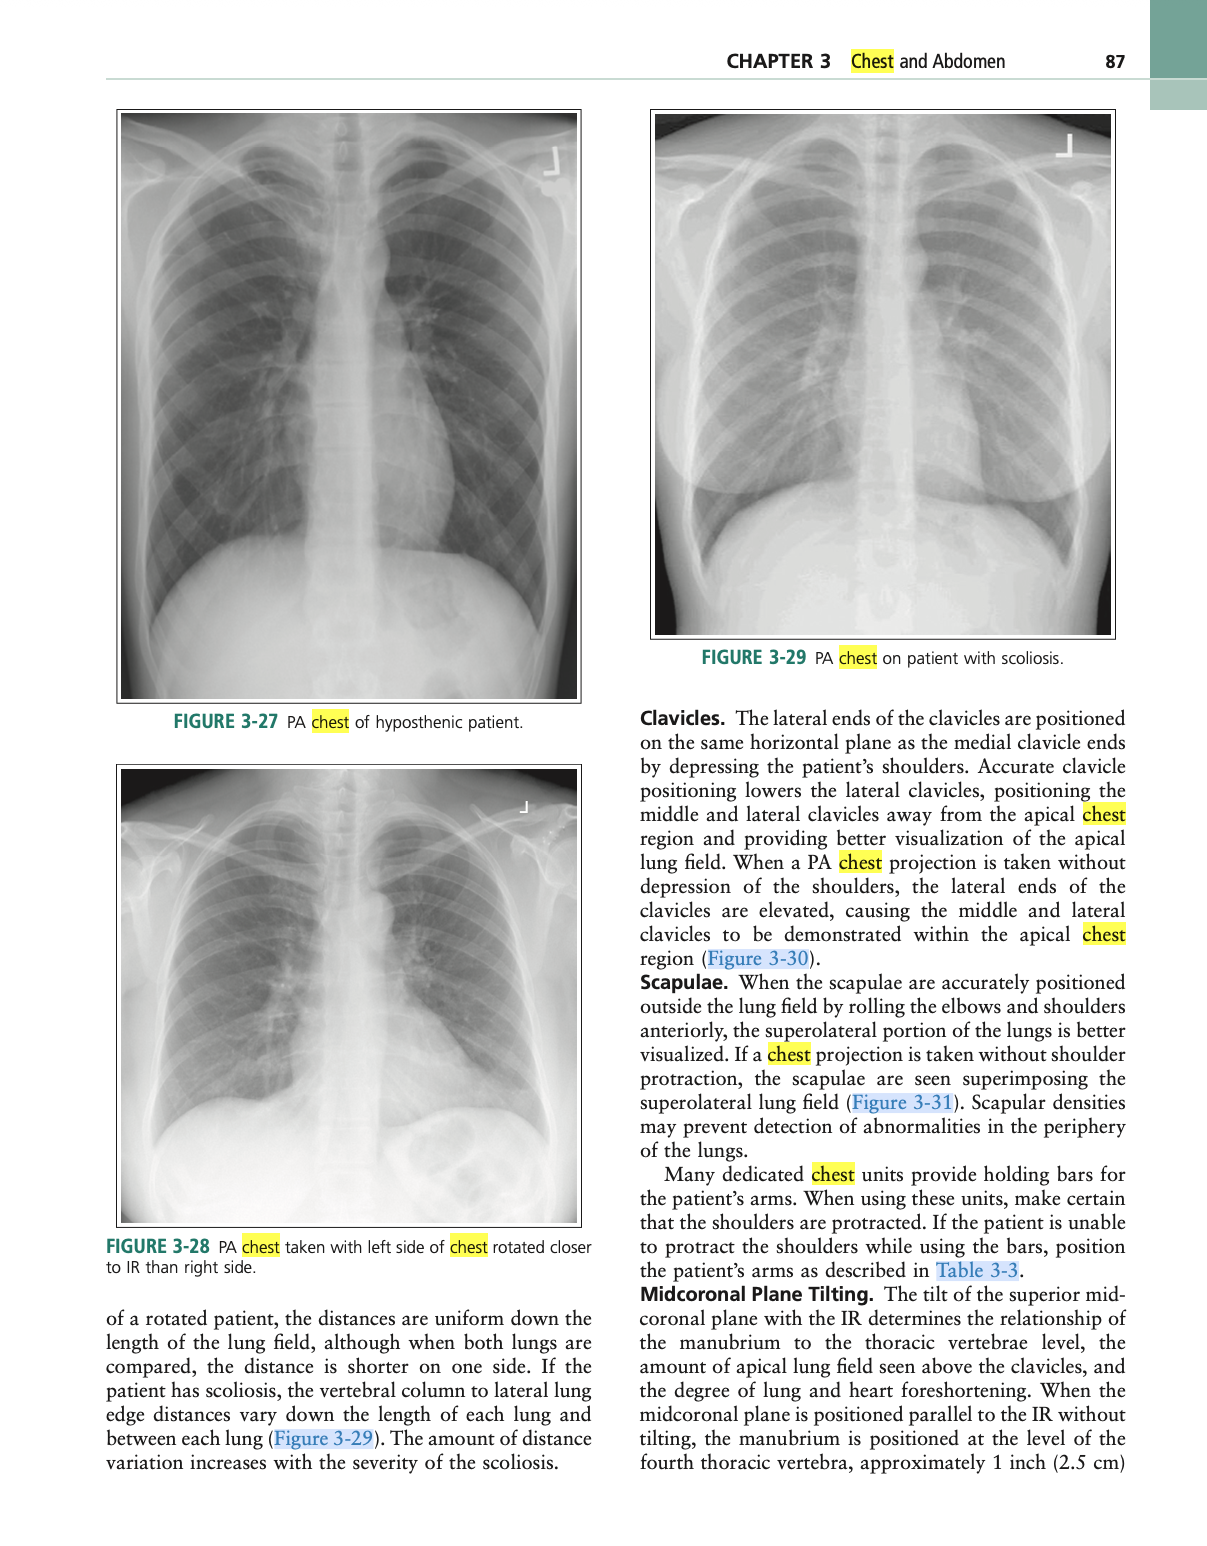 CHAPTER 3 Chest and Abdomen 87
L
FIGURE 3-27 PA chest of hyposthenic patient.
L
FIGURE 3-28 PA chest taken with left side of chest rotated closer
to IR than right side.
of a rotated patient, the distances are uniform down the
length of the lung field, although when both lungs are
compared, the distance is shorter on one side. If the
patient has scoliosis, the vertebral column to lateral lung
edge distances vary down the length of each lung and
between each lung (Figure 3-29). The amount of distance
variation increases with the severity of the scoliosis.
L
FIGURE 3-29 PA chest on patient with scoliosis.
Clavicles. The lateral ends of the clavicles are positioned
on the same horizontal plane as the medial clavicle ends
by depressing the patient's shoulders. Accurate clavicle
positioning lowers the lateral clavicles, positioning the
middle and lateral clavicles away from the apical chest
region and providing better visualization of the apical
lung field. When a PA chest projection is taken without
depression of the shoulders, the lateral ends of the
clavicles are elevated, causing the middle and lateral
clavicles to be demonstrated within the apical chest
region (Figure 3-30).
Scapulae. When the scapulae are accurately positioned
outside the lung field by rolling the elbows and shoulders
anteriorly, the superolateral portion of the lungs is better
visualized. If a chest projection is taken without shoulder
protraction, the scapulae are seen superimposing the
superolateral lung field (Figure 3-31). Scapular densities
may prevent detection of abnormalities in the periphery
of the lungs.
Many dedicated chest units provide holding bars for
the patient's arms. When using these units, make certain
that the shoulders are protracted. If the patient is unable
to protract the shoulders while using the bars, position
the patient's arms as described in Table 3-3.
Midcoronal Plane Tilting. The tilt of the superior mid-
coronal plane with the IR determines the relationship of
the manubrium to the thoracic vertebrae level, the
amount of apical lung field seen above the clavicles, and
the degree of lung and heart foreshortening. When the
midcoronal plane is positioned parallel to the IR without
tilting, the manubrium is positioned at the level of the
fourth thoracic vertebra, approximately 1 inch (2.5 cm)